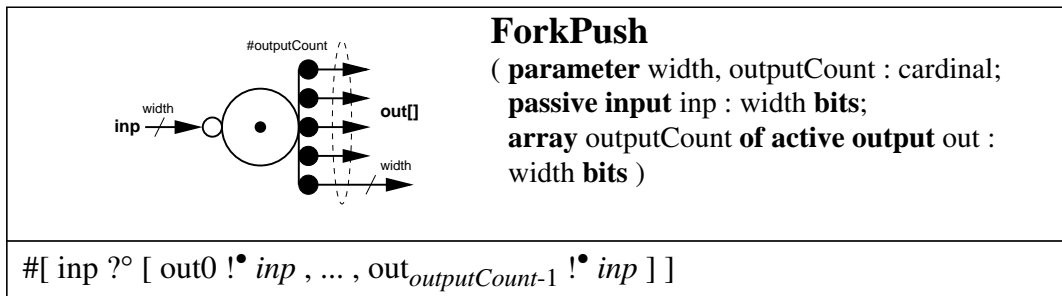 #outputCount
width
inp
out[]
width
ForkPush
( parameter width, outputCount : cardinal;
passive input inp : width bits;
array outputCount of active output out :
width bits )
#[ inp ?° [ out0 !• inp , ... , outoutputCount-1 !• inp ] ]